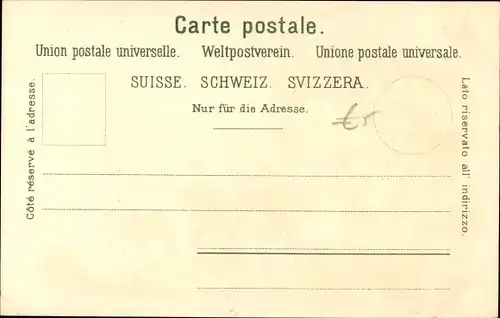 Carte postale.
Union postale universelle. Weltpostverein. Unione postale universale.
SUISSE. SCHWEIZ. SVIZZERA.
Nur für die Adresse.
Côté réservé à l'adresse.
Lato riservato all' indirizzo.